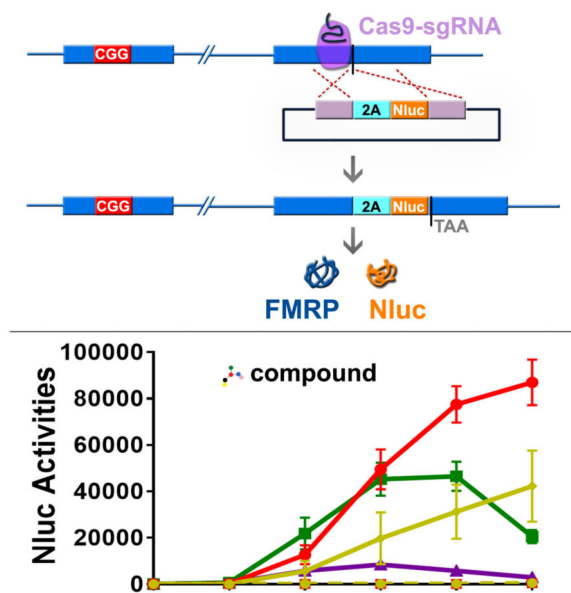 Cas9-sgRNA
CGG
2A Nluc
CGG
2A Nluc
TAA
FMRP Nluc
compound
Nluc Activities
100000
80000
60000
40000
20000
0